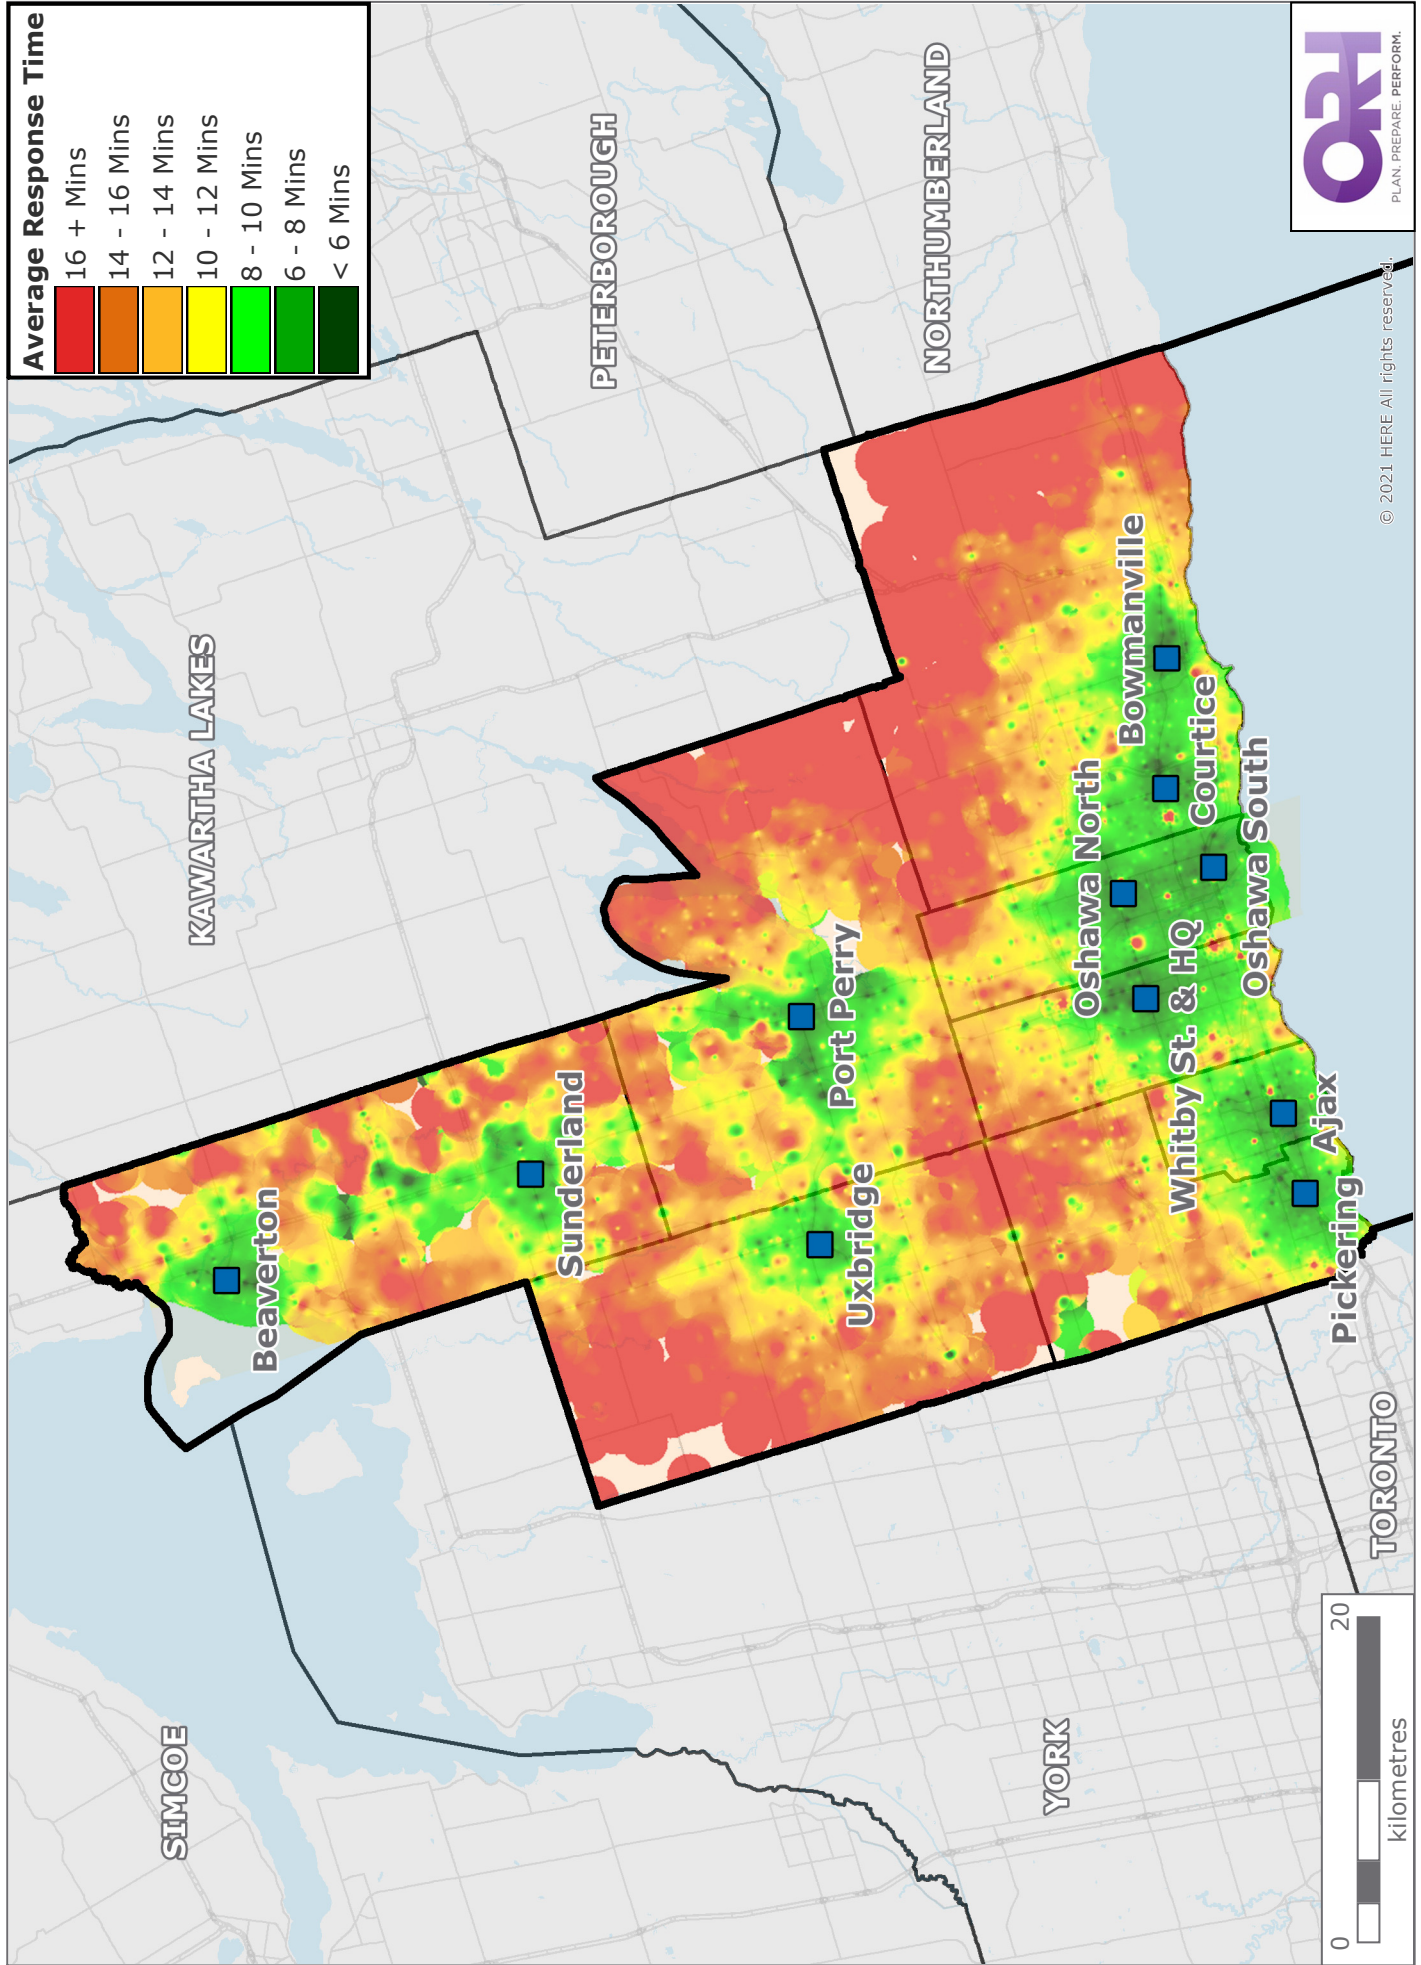 Average Response Time
16 + Mins
14 - 16 Mins
12 - 14 Mins
10 - 12 Mins
8 - 10 Mins
6 - 8 Mins
< 6 Mins
KAWARTHA LAKES
PETERBOROUGH
NORTHUMBERLAND
SIMCOE
YORK
TORONTO
Beaverton
Sunderland
Port Perry
Uxbridge
Oshawa North
Bowmanville
Courtice
Oshawa South
Whitby St. & HQ
Ajax
Pickering
0 20
kilometres
© 2021 HERE All rights reserved.
ORH
PLAN. PREPARE. PERFORM.